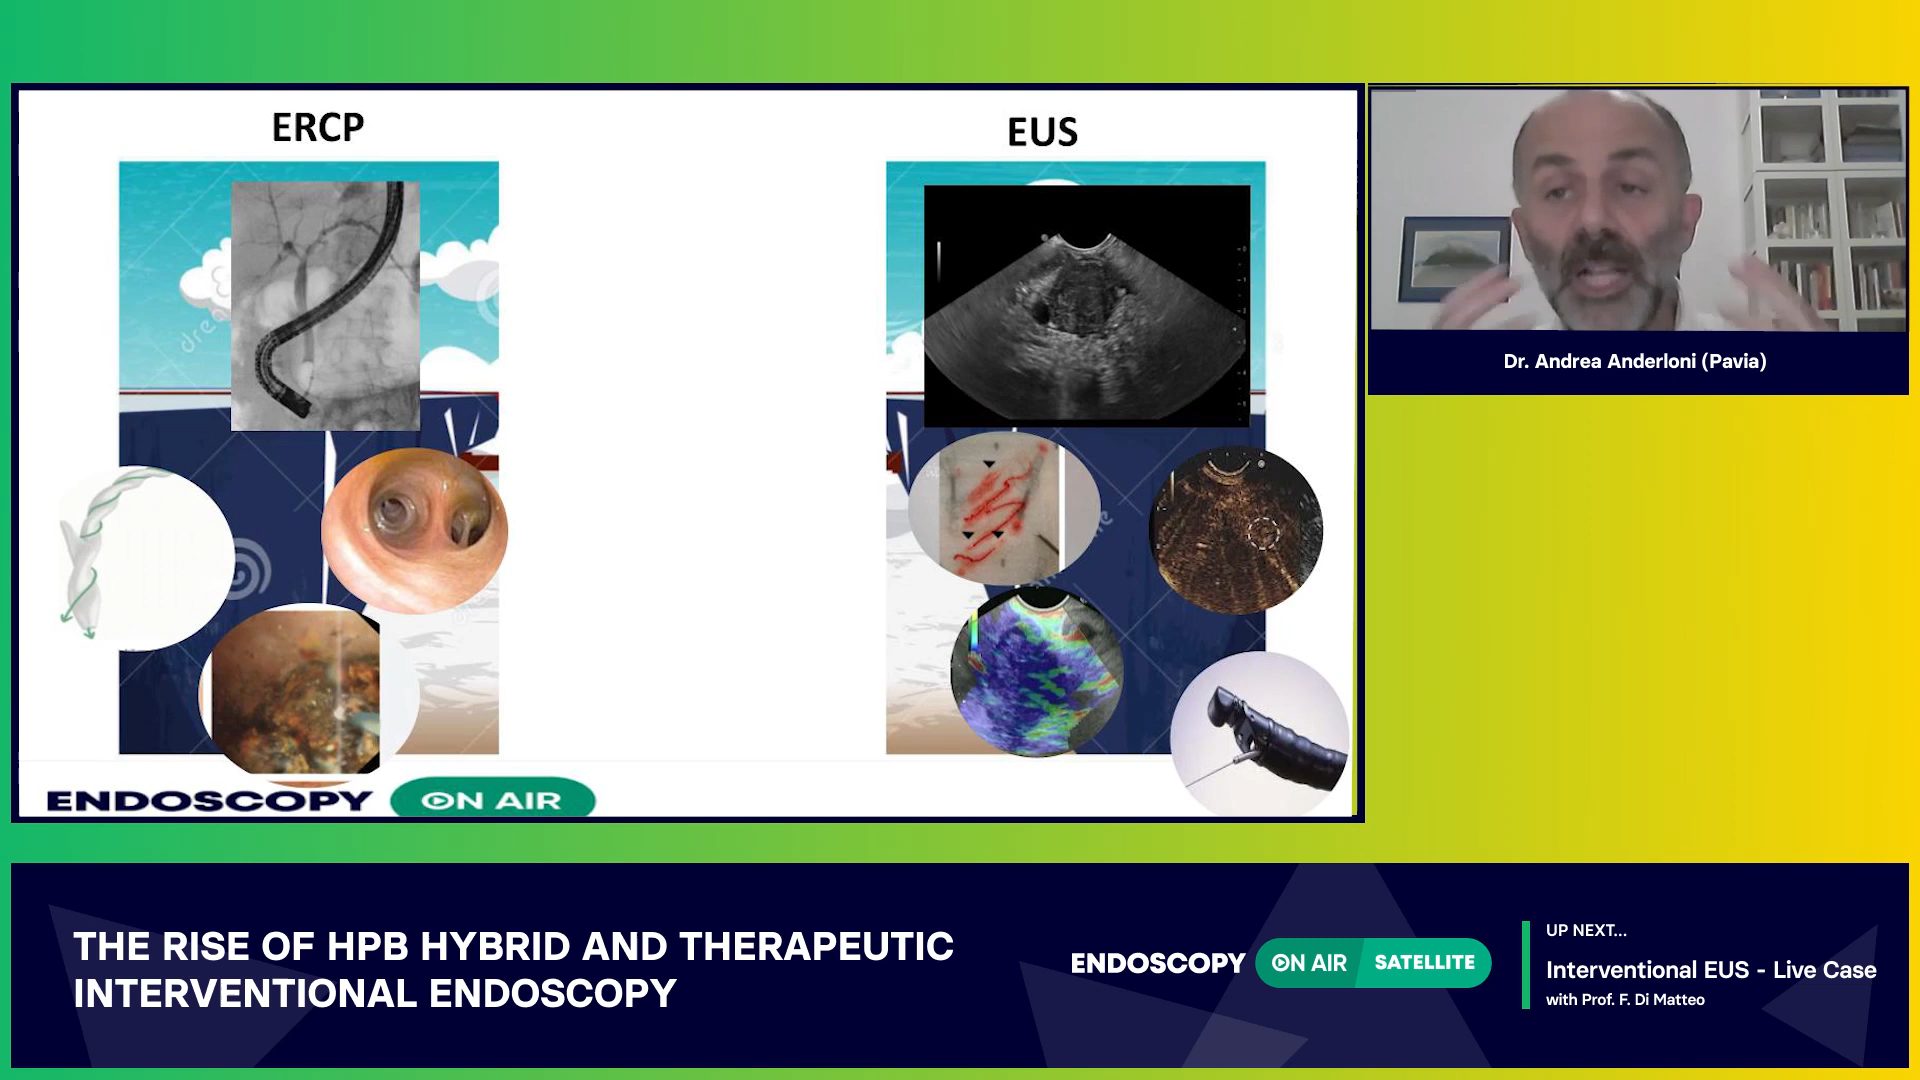 ERCP
EUS
Dr. Andrea Anderloni (Pavia)
ENDOSCOPY ON AIR
THE RISE OF HPB HYBRID AND THERAPEUTIC
INTERVENTIONAL ENDOSCOPY
ENDOSCOPY ON AIR SATELLITE
UP NEXT...
Interventional EUS - Live Case
with Prof. F. Di Matteo